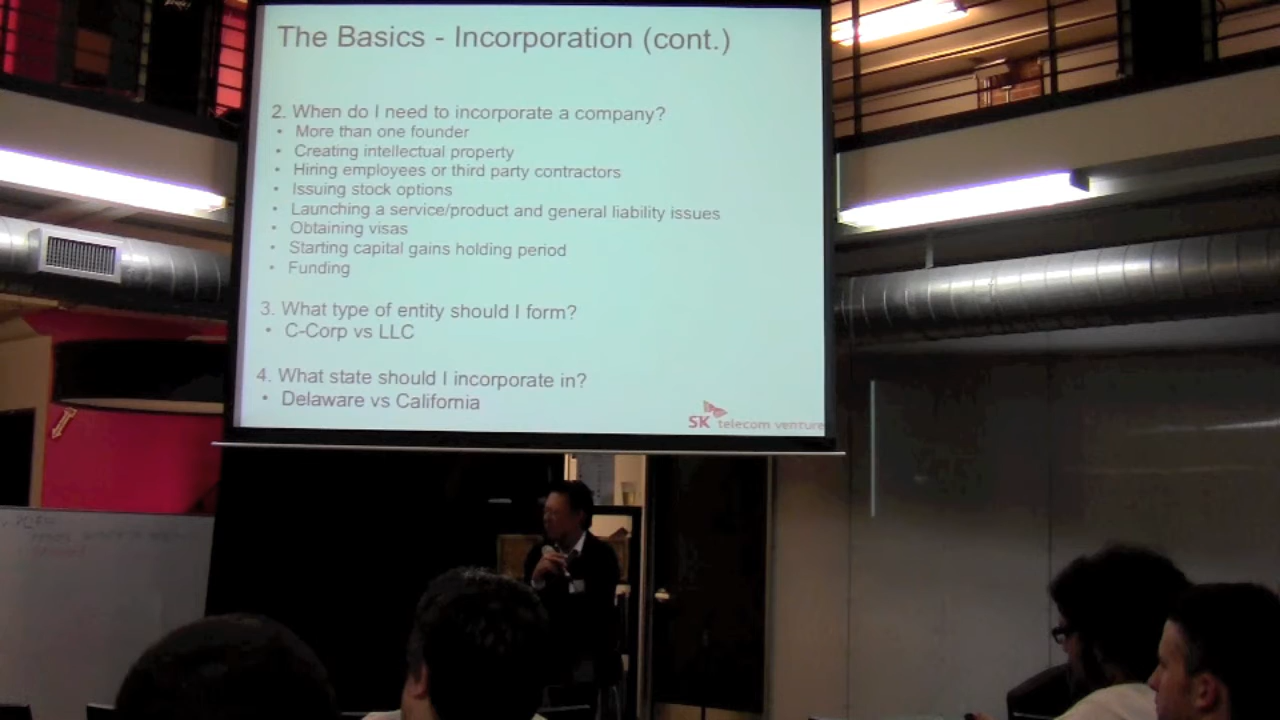 The Basics - Incorporation (cont.)
2. When do I need to incorporate a company?
• More than one founder
• Creating intellectual property
• Hiring employees or third party contractors
• Issuing stock options
• Launching a service/product and general liability issues
• Obtaining visas
• Starting capital gains holding period
• Funding
3. What type of entity should I form?
• C-Corp vs LLC
4. What state should I incorporate in?
• Delaware vs California
SK telecom venture